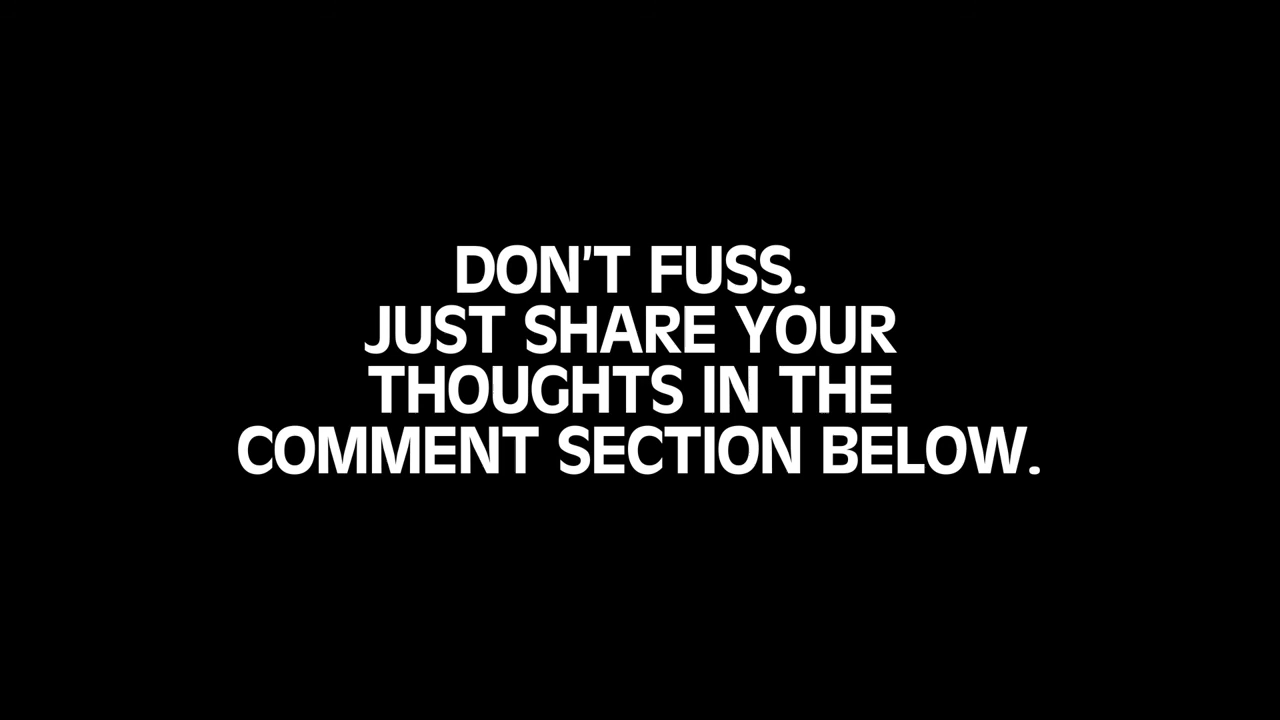 DON'T FUSS.
JUST SHARE YOUR
THOUGHTS IN THE
COMMENT SECTION BELOW.